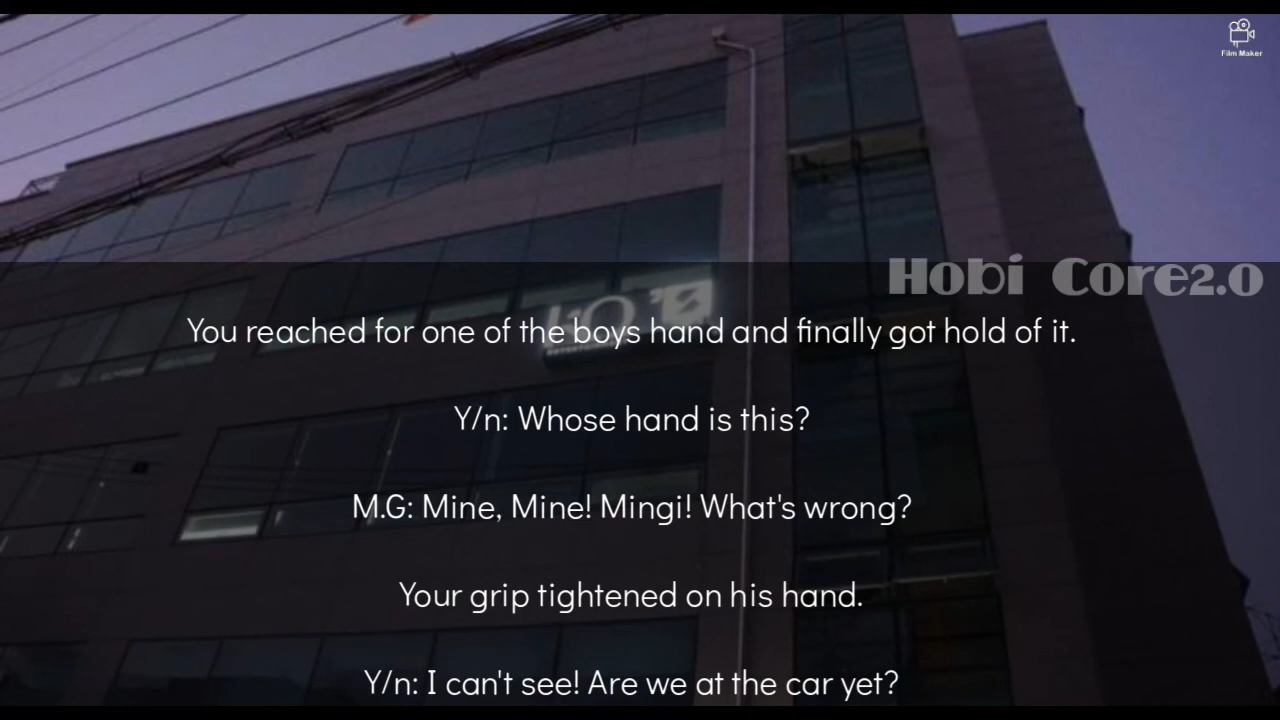 Film Maker
Hobi Core2.0
You reached for one of the boys hand and finally got hold of it.
Y/n: Whose hand is this?
M.G: Mine, Mine! Mingi! What's wrong?
Your grip tightened on his hand.
Y/n: I can't see! Are we at the car yet?